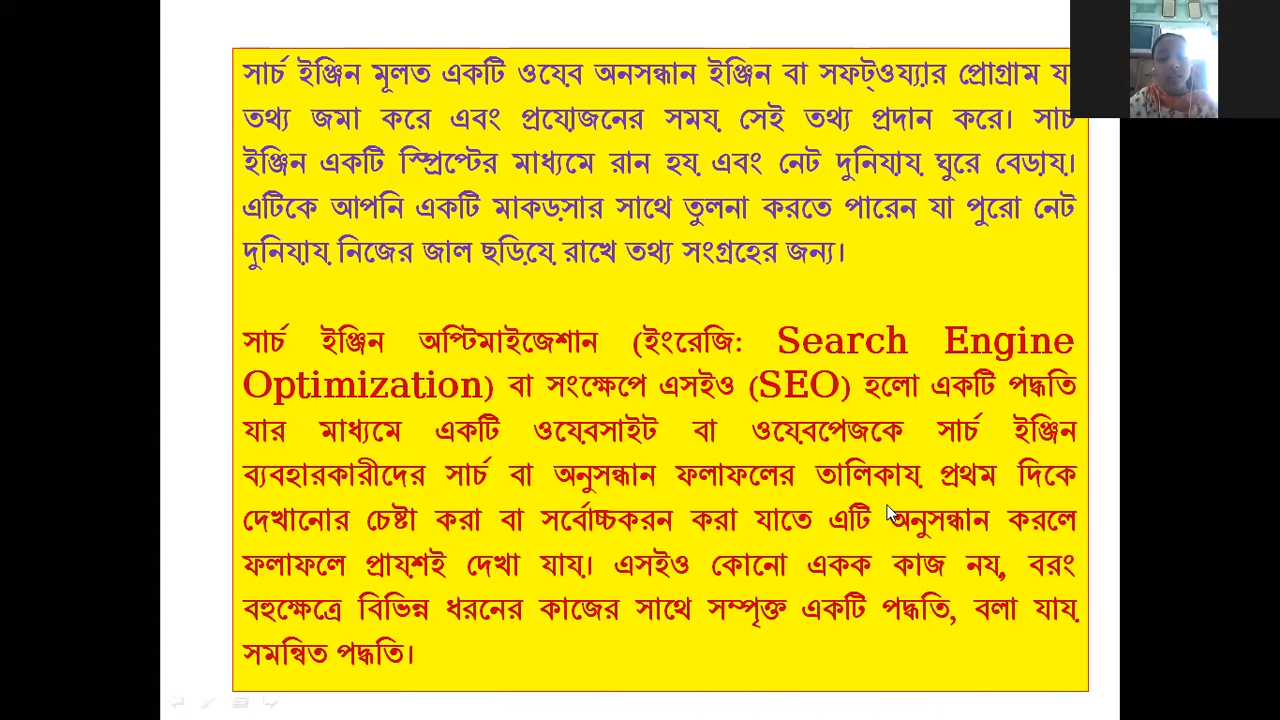 সার্চ ইঞ্জিন মূলত একটি ওয়েব অনসন্ধান ইঞ্জিন বা সফট্ওয়্যার প্রোগ্রাম যা
তথ্য জমা করে এবং প্রয়োজনের সময় সেই তথ্য প্রদান করে। সার্চ
ইঞ্জিন একটি স্প্রিপ্টের মাধ্যমে রান হয় এবং নেট দুনিয়ায় ঘুরে বেড়ায়।
এটিকে আপনি একটি মাকড়সার সাথে তুলনা করতে পারেন যা পুরো নেট
দুনিয়ায় নিজের জাল ছড়িয়ে রাখে তথ্য সংগ্রহের জন্য।
সার্চ ইঞ্জিন অপ্টিমাইজেশান (ইংরেজি: Search Engine
Optimization) বা সংক্ষেপে এসইও (SEO) হলো একটি পদ্ধতি
যার মাধ্যমে একটি ওয়েবসাইট বা ওয়েবপেজকে সার্চ ইঞ্জিন
ব্যবহারকারীদের সার্চ বা অনুসন্ধান ফলাফলের তালিকায় প্রথম দিকে
দেখানোর চেষ্টা করা বা সর্বোচ্চকরন করা যাতে এটি অনুসন্ধান করলে
ফলাফলে প্রায়শই দেখা যায়। এসইও কোনো একক কাজ নয়, বরং
বহুক্ষেত্রে বিভিন্ন ধরনের কাজের সাথে সম্পৃক্ত একটি পদ্ধতি, বলা যায়
সমন্বিত পদ্ধতি।